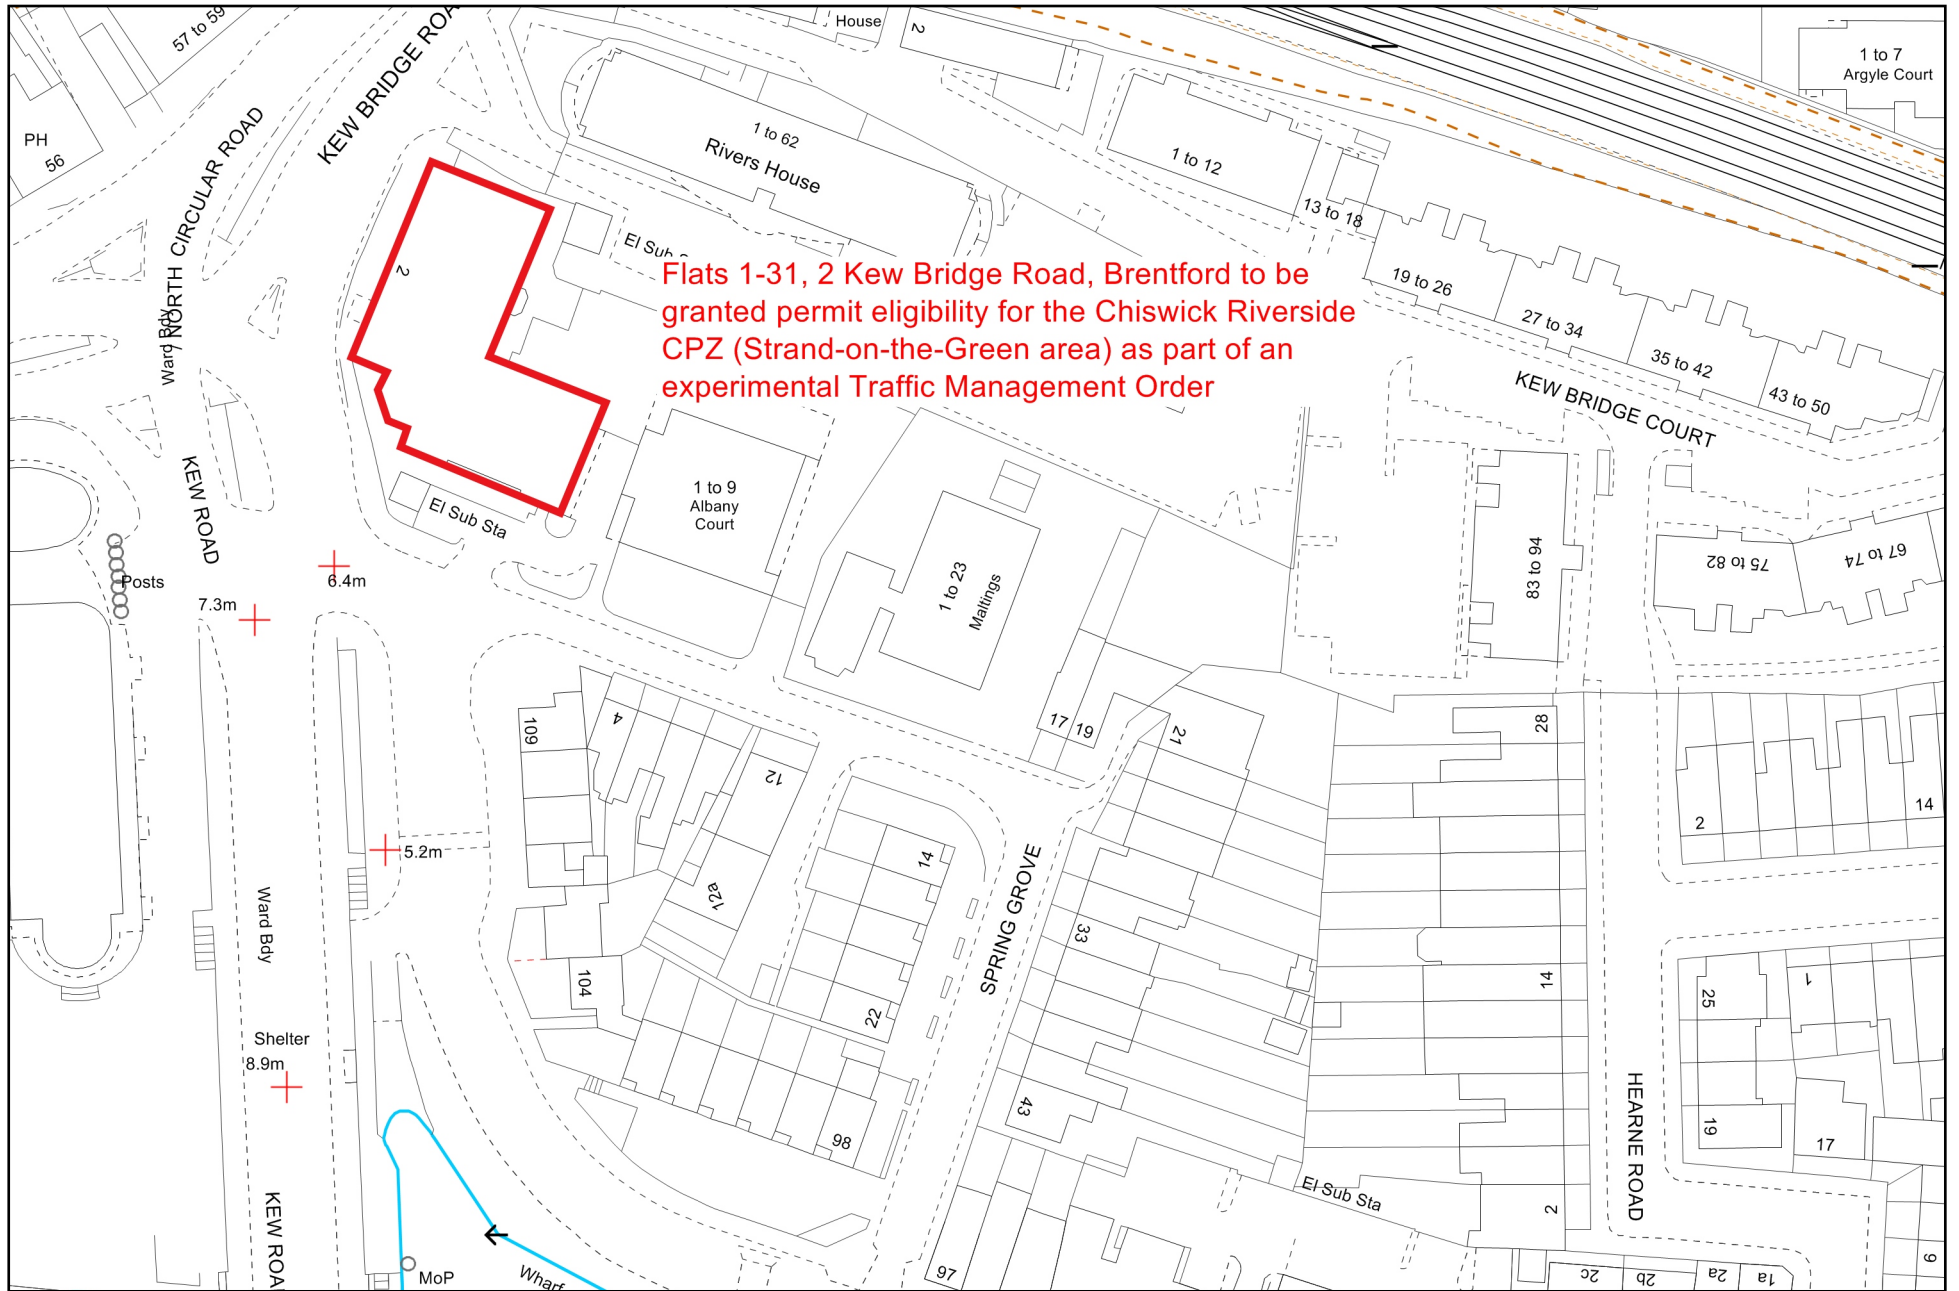 57 to 59
KEW BRIDGE ROA
House
2
1 to 7
Argyle Court
PH
56
NORTH CIRCULAR ROAD
1 to 62
Rivers House
1 to 12
13 to 18
2
El Sub
Flats 1-31, 2 Kew Bridge Road, Brentford to be
granted permit eligibility for the Chiswick Riverside
CPZ (Strand-on-the-Green area) as part of an
experimental Traffic Management Order
19 to 26
27 to 34
35 to 42
43 to 50
KEW BRIDGE COURT
Ward Bdy
KEW ROAD
El Sub Sta
1 to 9
Albany
Court
1 to 23
Maltings
83 to 94
75 to 82
67 to 74
Posts
6.4m
7.3m
109
4
12
17
19
21
28
2
14
5.2m
12a
14
SPRING GROVE
33
Ward Bdy
104
22
14
25
1
Shelter
8.9m
43
98
19
17
HEARNE ROAD
KEW ROA
El Sub Sta
2
MoP
Wharf
97
2c
2b
2a
1a
9